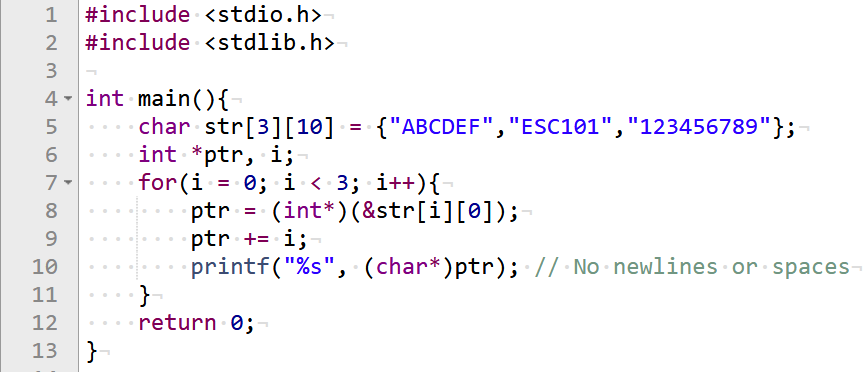 1 #include <stdio.h>
2 #include <stdlib.h>
3
4 int main(){
5     char str[3][10] = {"ABCDEF","ESC101","123456789"};
6     int *ptr, i;
7     for(i = 0; i < 3; i++){
8         ptr = (int*)(&str[i][0]);
9         ptr += i;
10         printf("%s", (char*)ptr); // No newlines or spaces
11     }
12     return 0;
13 }